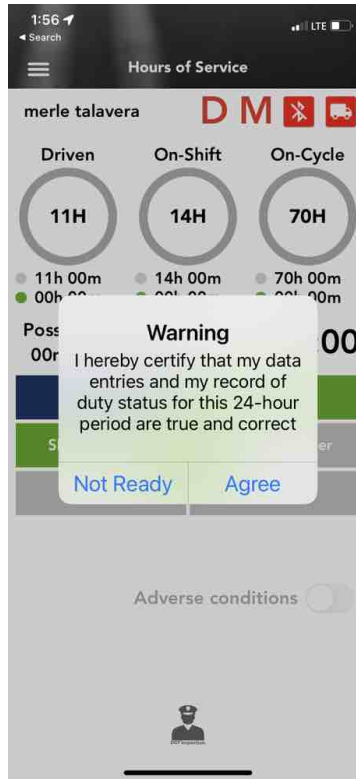 1:56
LTE
Search
Hours of Service
merle talavera
D M
Driven On-Shift On-Cycle
11H 14H 70H
11h 00m 14h 00m 70h 00m
Warning
I hereby certify that my data
entries and my record of
duty status for this 24-hour
period are true and correct
Not Ready Agree
Adverse conditions
DOT Inspection